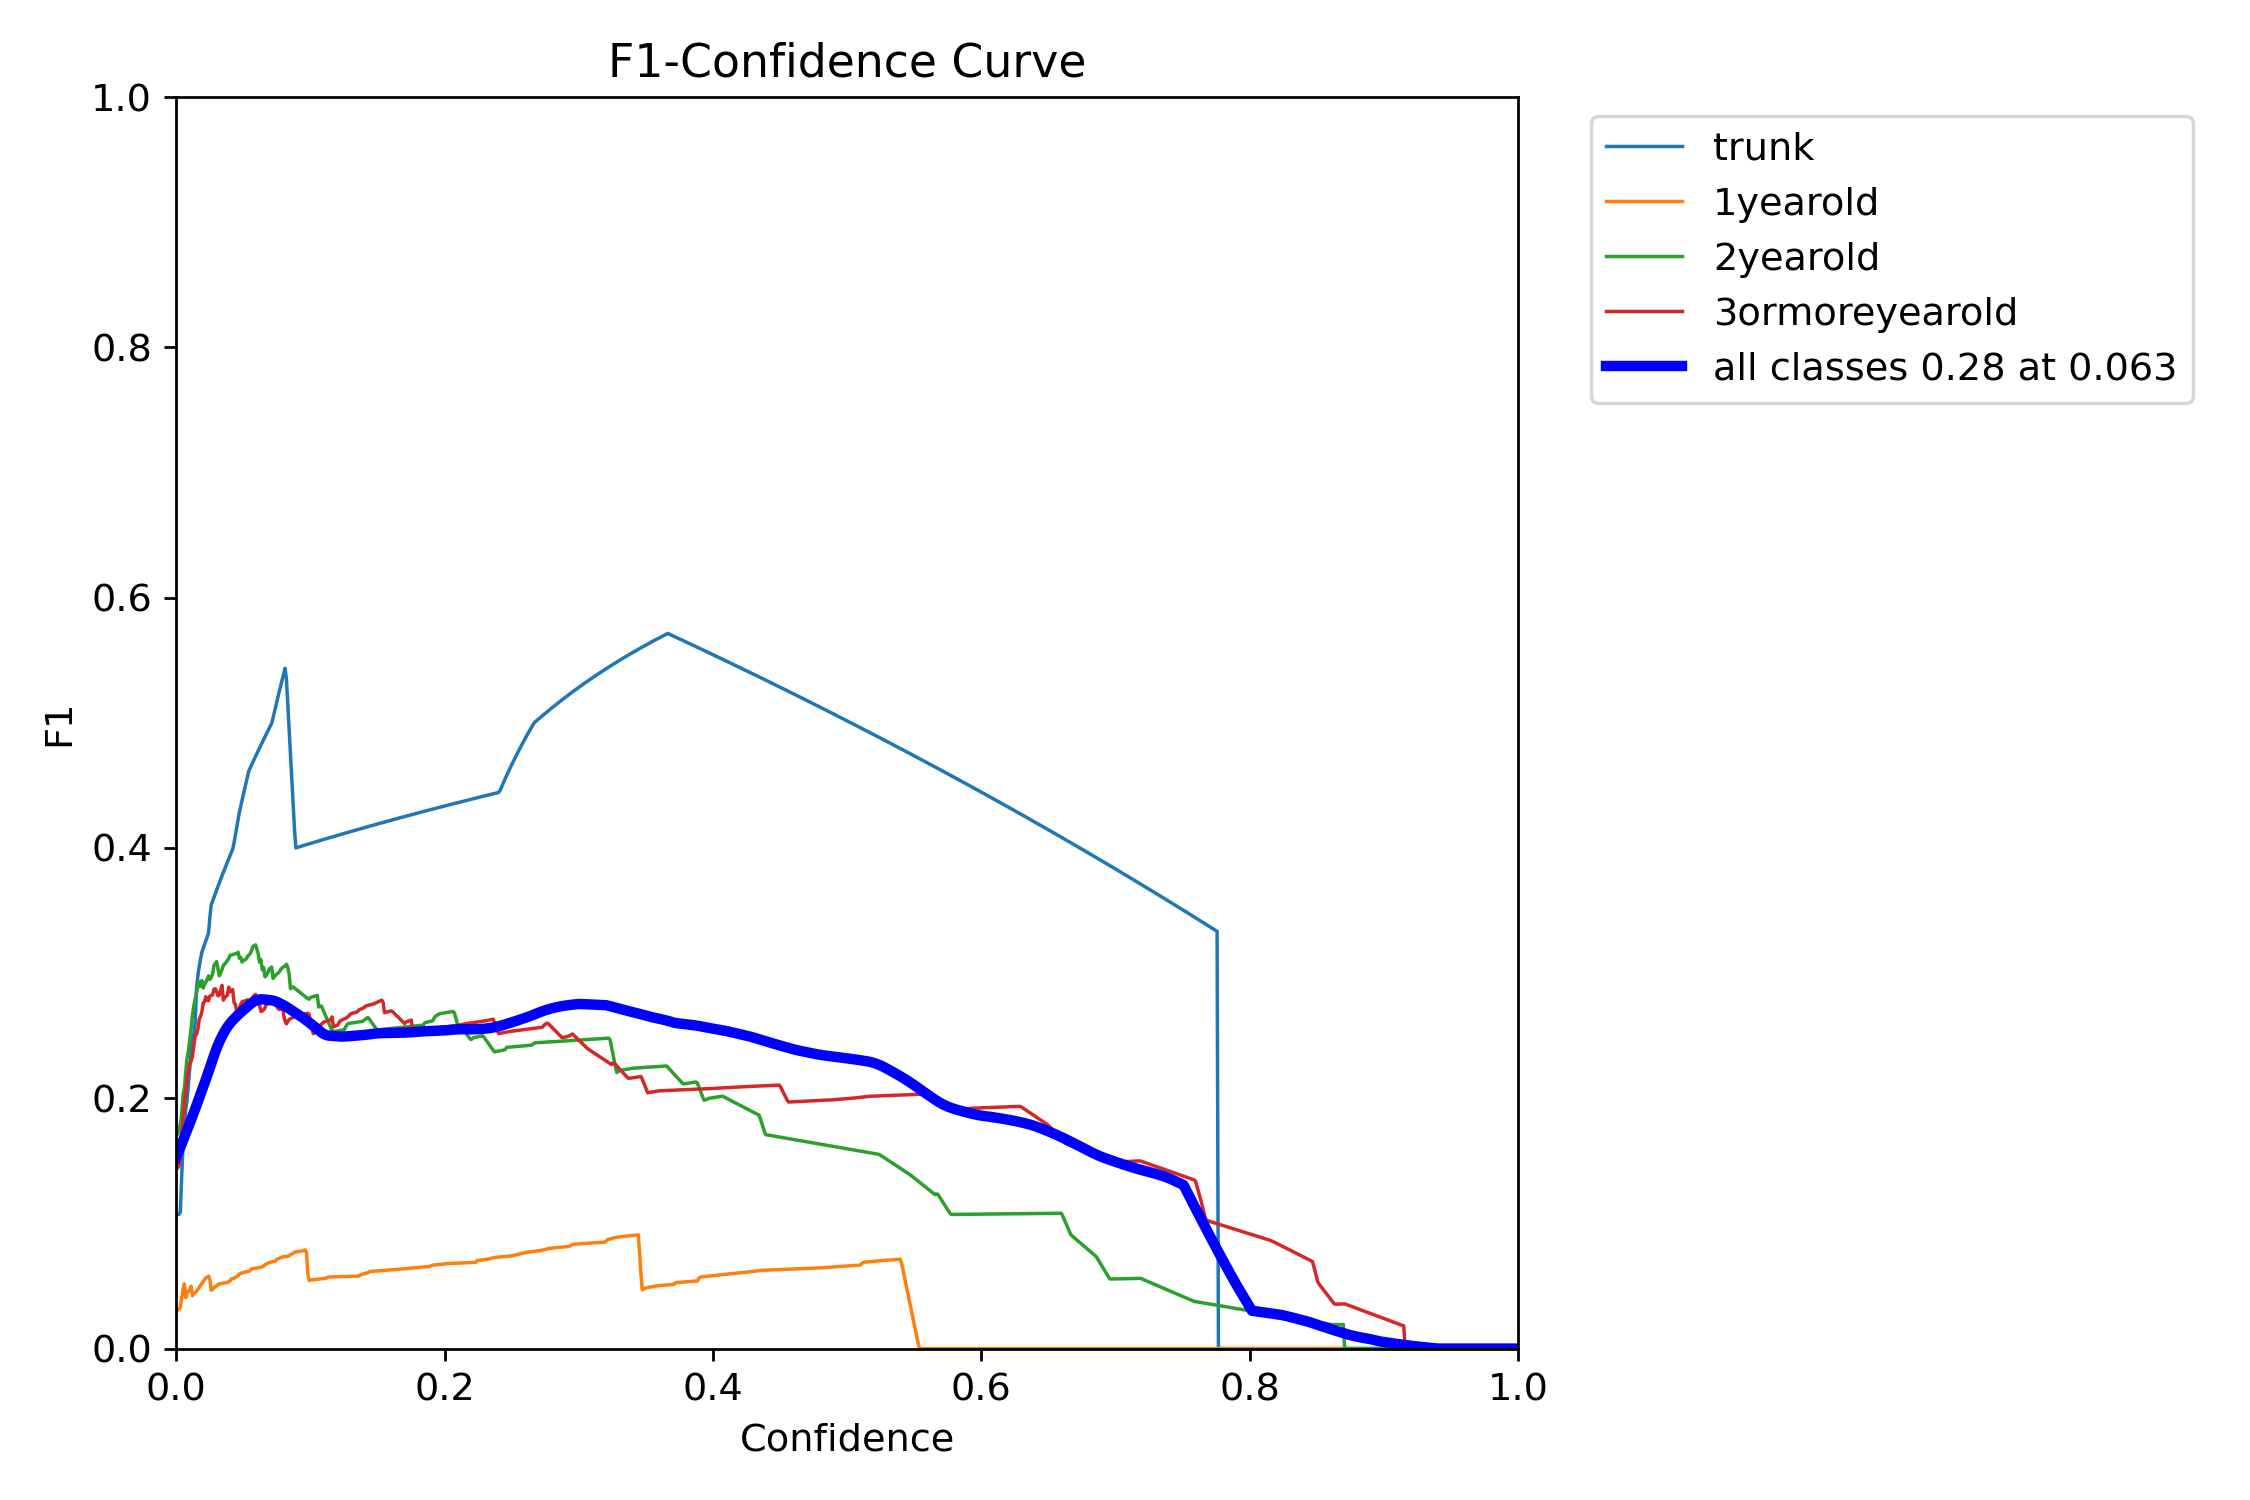 F1-Confidence Curve
1.0
0.8
0.6
0.4
0.2
0.0
F1
0.0 0.2 0.4 0.6 0.8 1.0
Confidence
trunk
1yearold
2yearold
3ormoreyearold
all classes 0.28 at 0.063